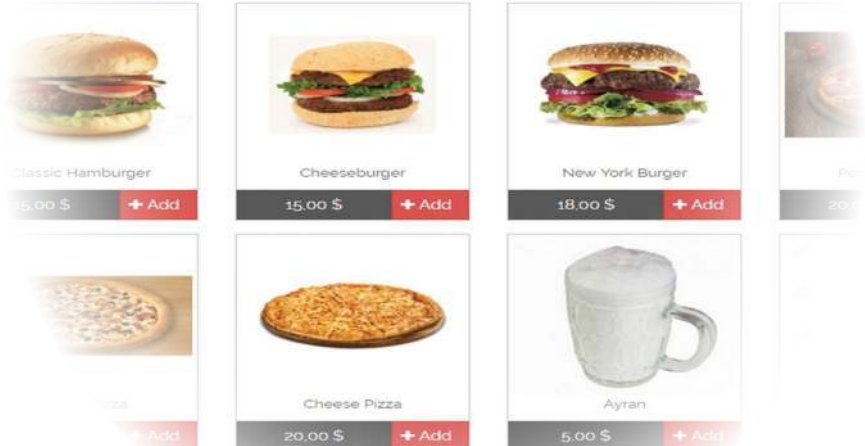 Classic Hamburger
Cheeseburger
New York Burger
15,00 $
+ Add
15,00 $
+ Add
18,00 $
+ Add
Cheese Pizza
Ayran
+ Add
20,00 $
+ Add
5,00 $
+ Add